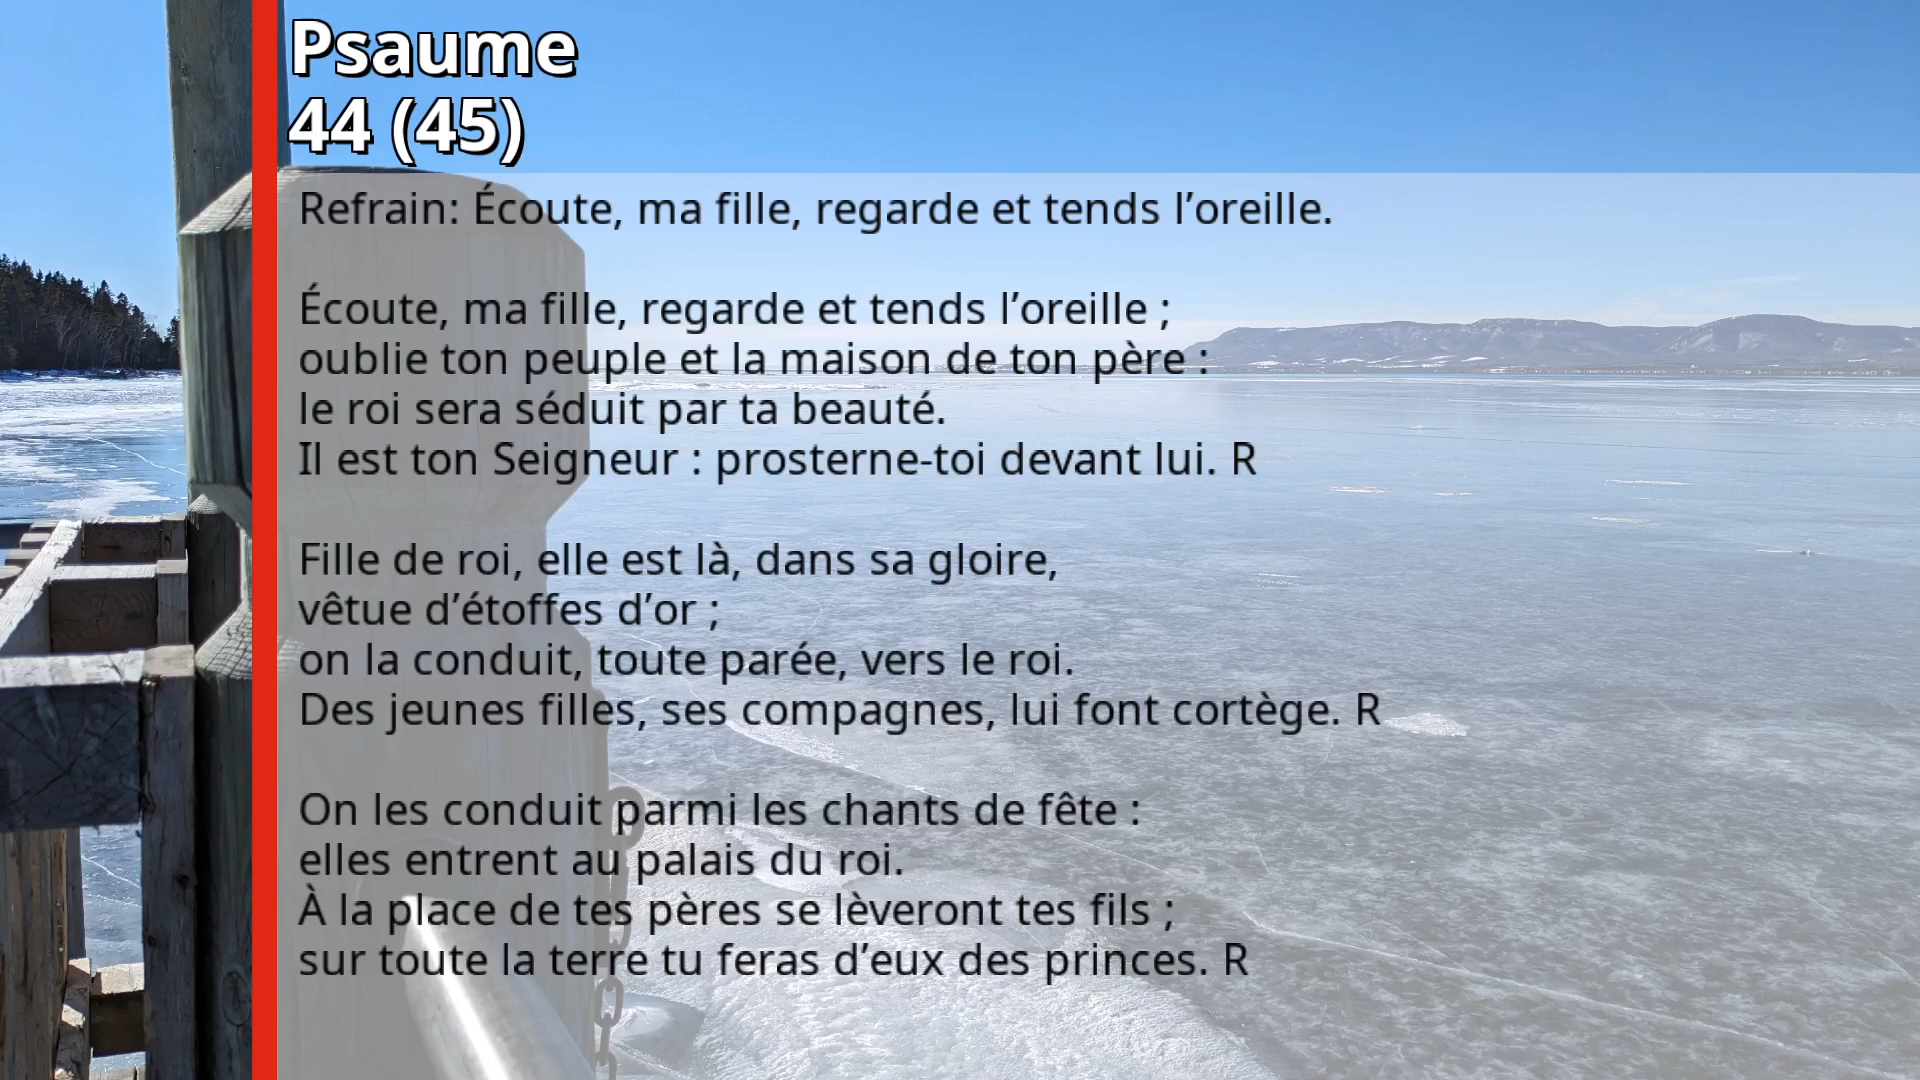 Psaume
44 (45)
Refrain: Écoute, ma fille, regarde et tends l’oreille.
Écoute, ma fille, regarde et tends l’oreille ;
oublie ton peuple et la maison de ton père :
le roi sera séduit par ta beauté.
Il est ton Seigneur : prosterne-toi devant lui. R
Fille de roi, elle est là, dans sa gloire,
vêtue d’étoffes d’or ;
on la conduit, toute parée, vers le roi.
Des jeunes filles, ses compagnes, lui font cortège. R
On les conduit parmi les chants de fête :
elles entrent au palais du roi.
À la place de tes pères se lèveront tes fils ;
sur toute la terre tu feras d’eux des princes. R